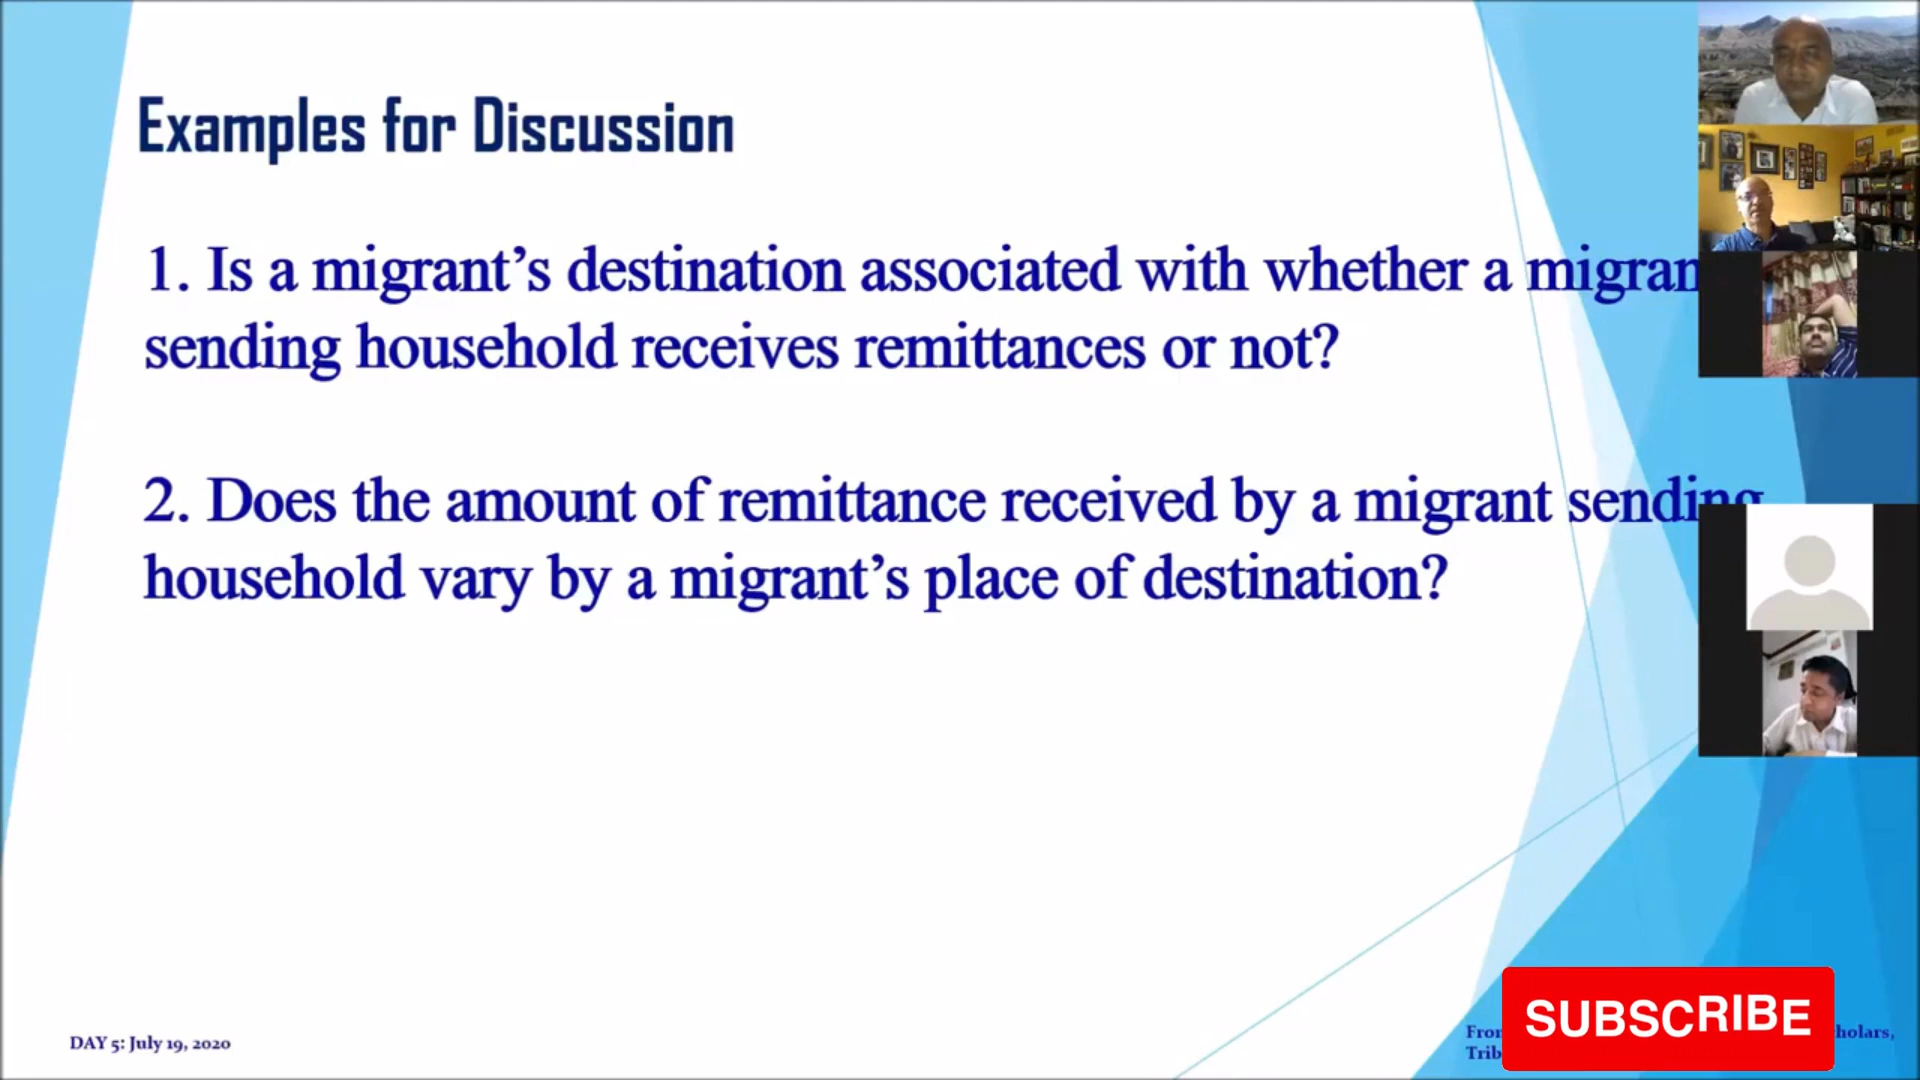 Examples for Discussion
1. Is a migrant's destination associated with whether a
sending household receives remittances or not?
2. Does the amount of remittance received by a migrant sending
household vary by a migrant's place of destination?
DAY 5: July 19, 2020
SUBSCRIBE